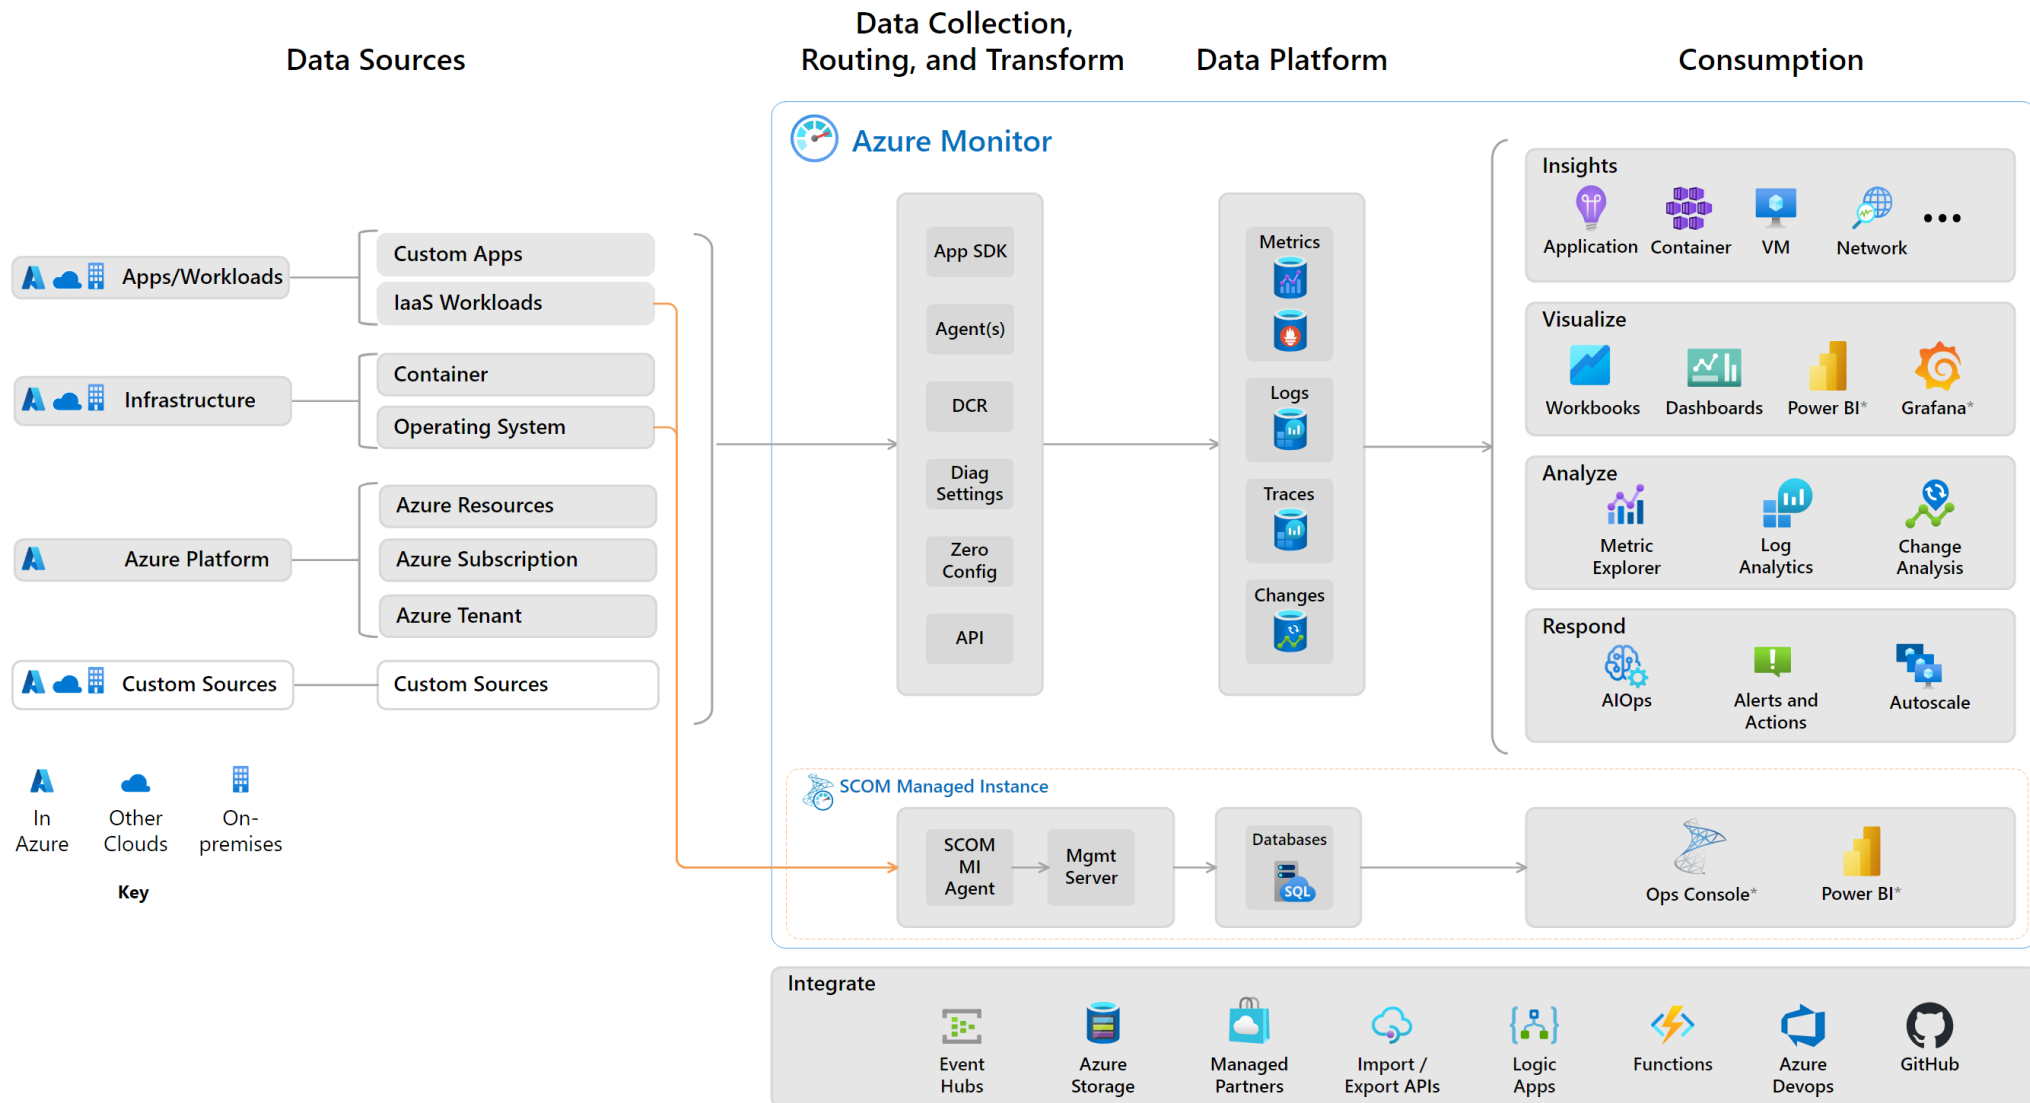 Data Sources
Data Collection,
Routing, and Transform
Data Platform
Consumption
Azure Monitor
Apps/Workloads
Custom Apps
IaaS Workloads
Infrastructure
Container
Operating System
Azure Platform
Azure Resources
Azure Subscription
Azure Tenant
Custom Sources
Custom Sources
In
Azure
Other
Clouds
On-
premises
Key
App SDK
Agent(s)
DCR
Diag
Settings
Zero
Config
API
Metrics
Logs
Traces
Changes
Insights
Application
Container
VM
Network
•••
Visualize
Workbooks
Dashboards
Power BI*
Grafana*
Analyze
Metric
Explorer
Log
Analytics
Change
Analysis
Respond
AIOps
Alerts and
Actions
Autoscale
SCOM Managed Instance
SCOM
MI
Agent
Mgmt
Server
Databases
SQL
Ops Console*
Power BI*
Integrate
Event
Hubs
Azure
Storage
Managed
Partners
Import /
Export APIs
Logic
Apps
Functions
Azure
Devops
GitHub